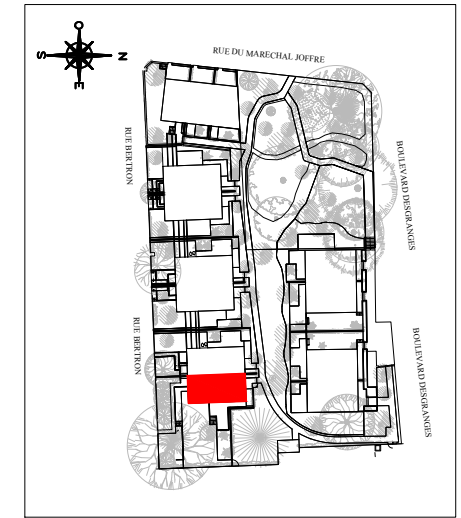 O
S
N
E
RUE DU MARECHAL JOFFRE
RUE BERTRON
BOULEVARD DESGRANGES
RUE BERTRON
BOULEVARD DESGRANGES